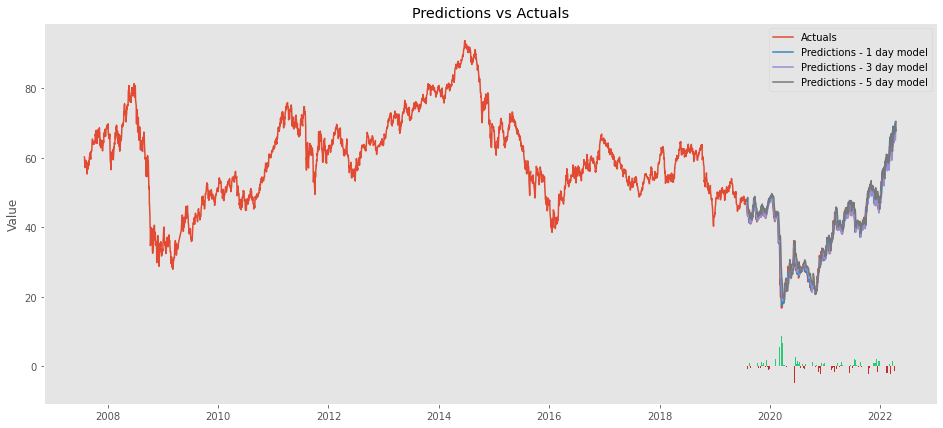 Predictions vs Actuals
Actuals
Predictions - 1 day model
Predictions - 3 day model
Predictions - 5 day model
Value
80
60
40
20
0
2008 2010 2012 2014 2016 2018 2020 2022